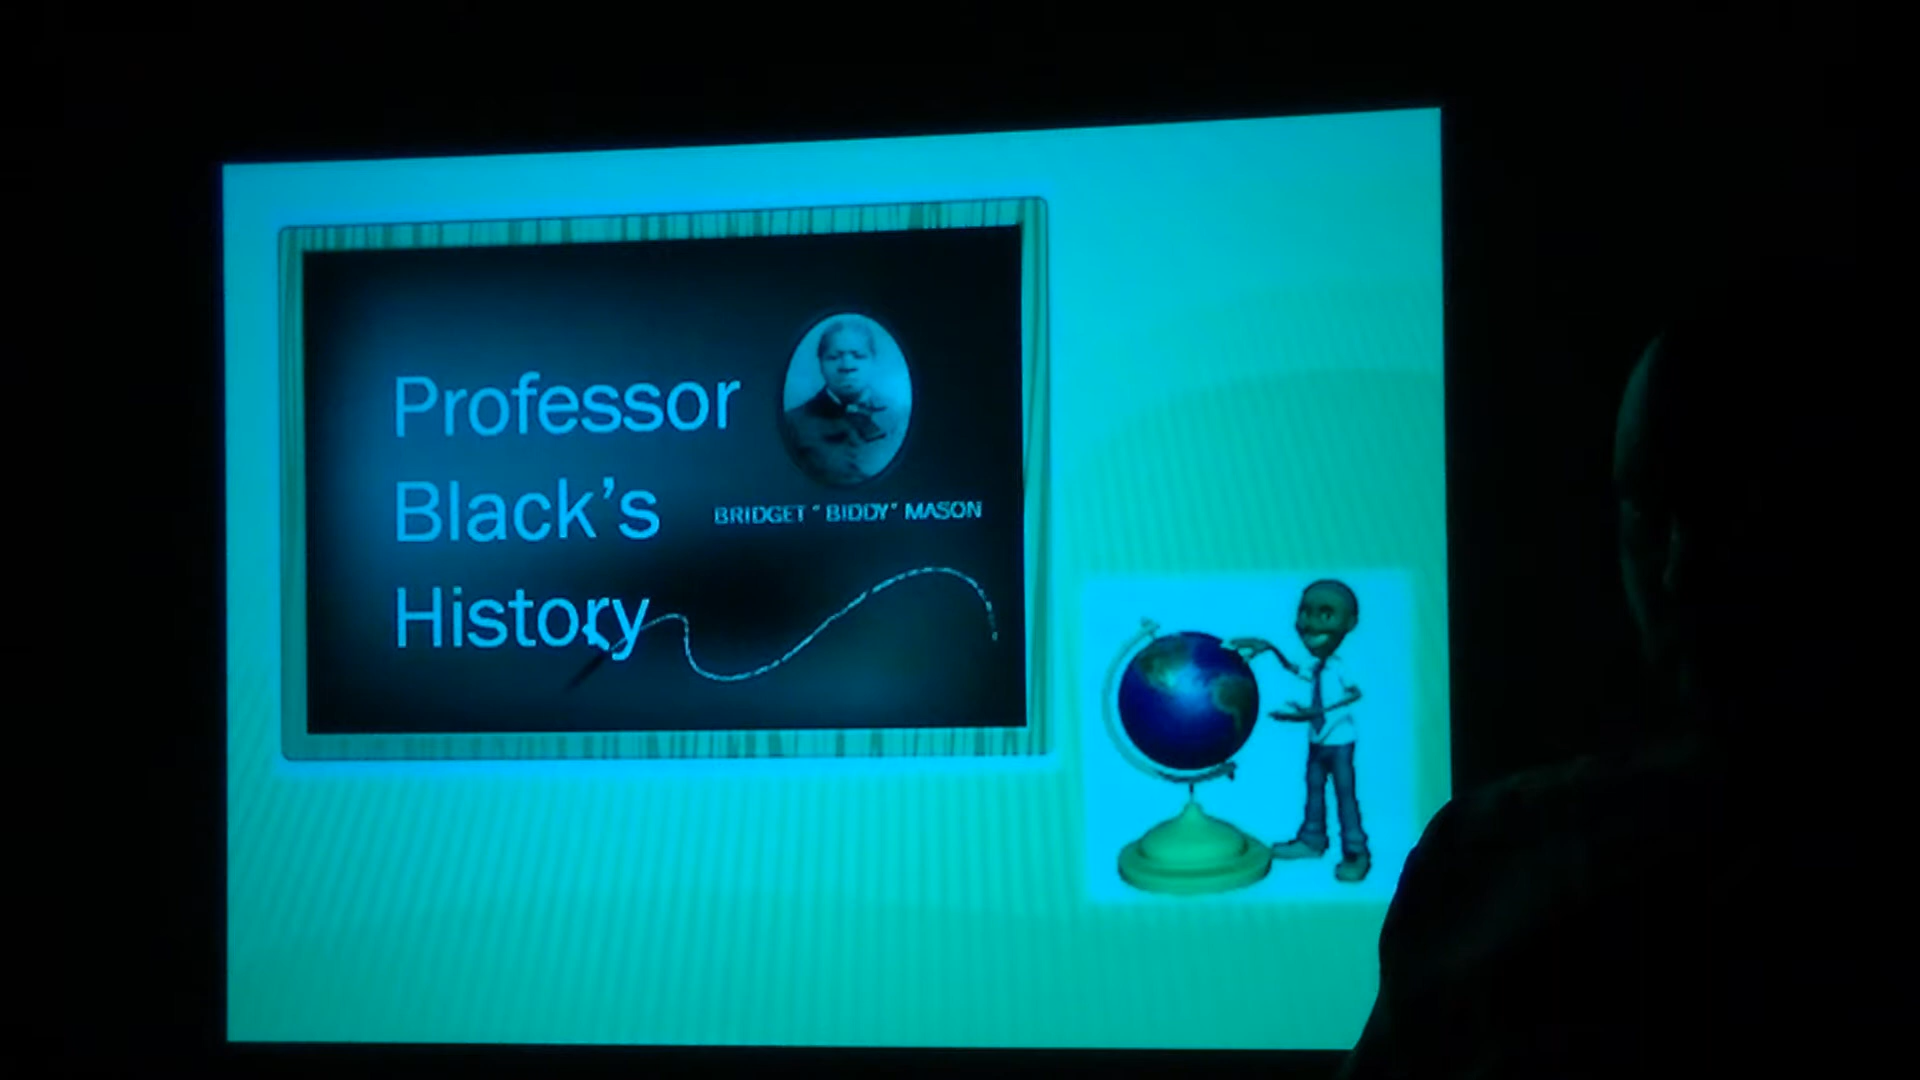 Professor
Black’s
History
BRIDGET “ BIDDY” MASON